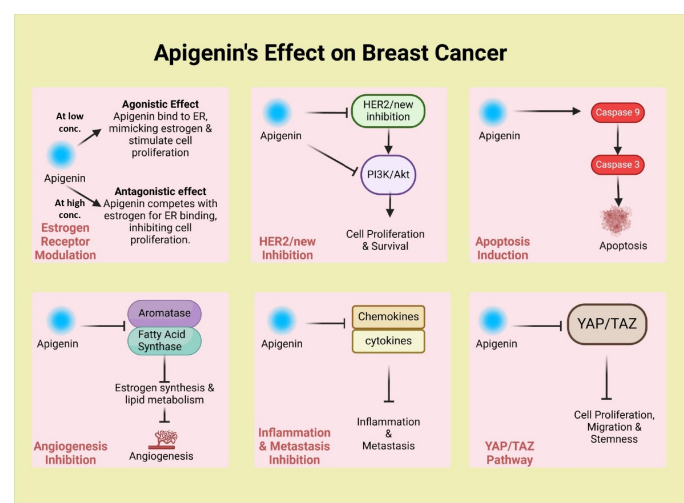 Apigenin's Effect on Breast Cancer
At low
conc.
Agonistic Effect
Apigenin bind to ER,
mimicking estrogen &
stimulate cell
proliferation
Apigenin
At high
conc.
Antagonistic effect
Apigenin competes with
estrogen for ER binding,
inhibiting cell
proliferation.
Estrogen
Receptor
Modulation
Apigenin
HER2/new
inhibition
PI3K/Akt
Cell Proliferation
& Survival
HER2/new
Inhibition
Apigenin
Caspase 9
Caspase 3
Apoptosis
Apoptosis
Induction
Apigenin
Aromatase
Fatty Acid
Synthase
Estrogen synthesis &
lipid metabolism
Angiogenesis
Angiogenesis
Inhibition
Apigenin
Chemokines
cytokines
Inflammation
&
Metastasis
Inflammation
& Metastasis
Inhibition
Apigenin
YAP/TAZ
Cell Proliferation,
Migration &
Stemness
YAP/TAZ
Pathway